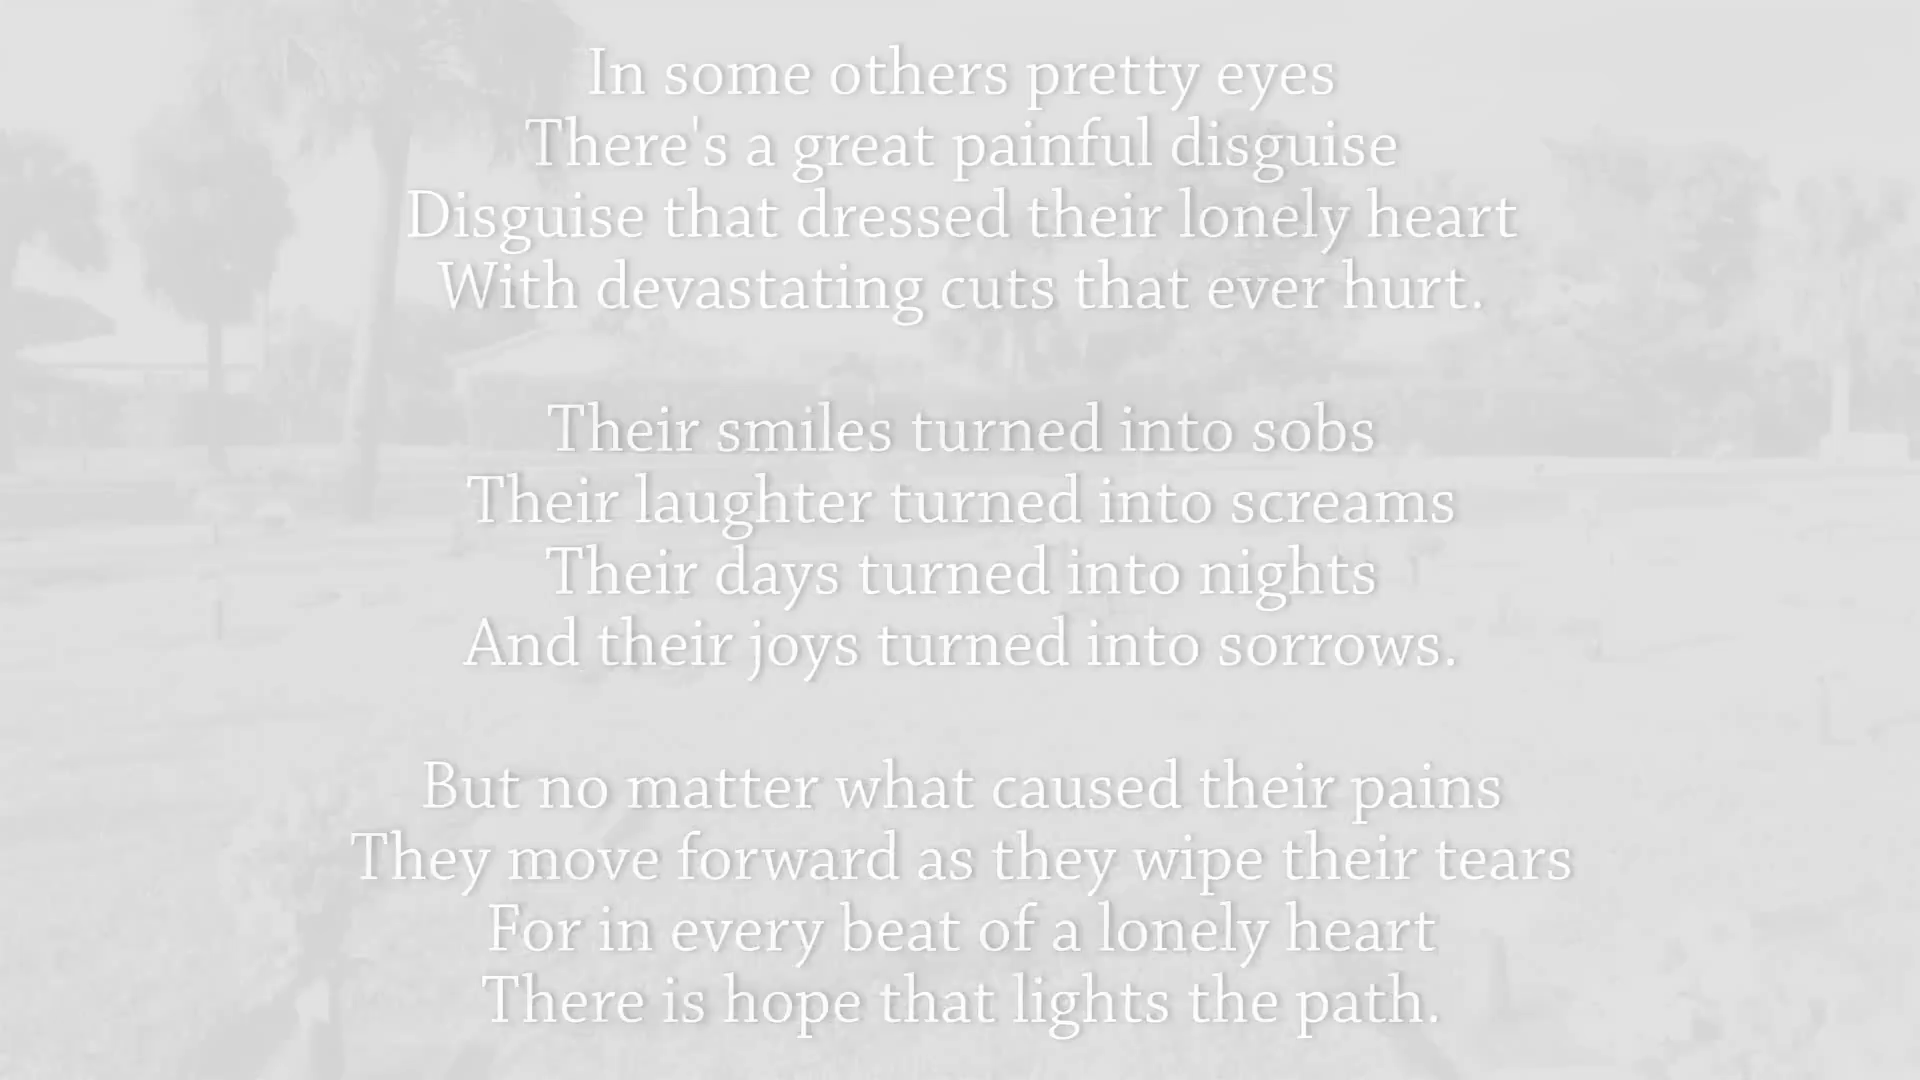 In some others pretty eyes
There's a great painful disguise
Disguise that dressed their lonely heart
With devastating cuts that ever hurt.
Their smiles turned into sobs
Their laughter turned into screams
Their days turned into nights
And their joys turned into sorrows.
But no matter what caused their pains
They move forward as they wipe their tears
For in every beat of a lonely heart
There is hope that lights the path.